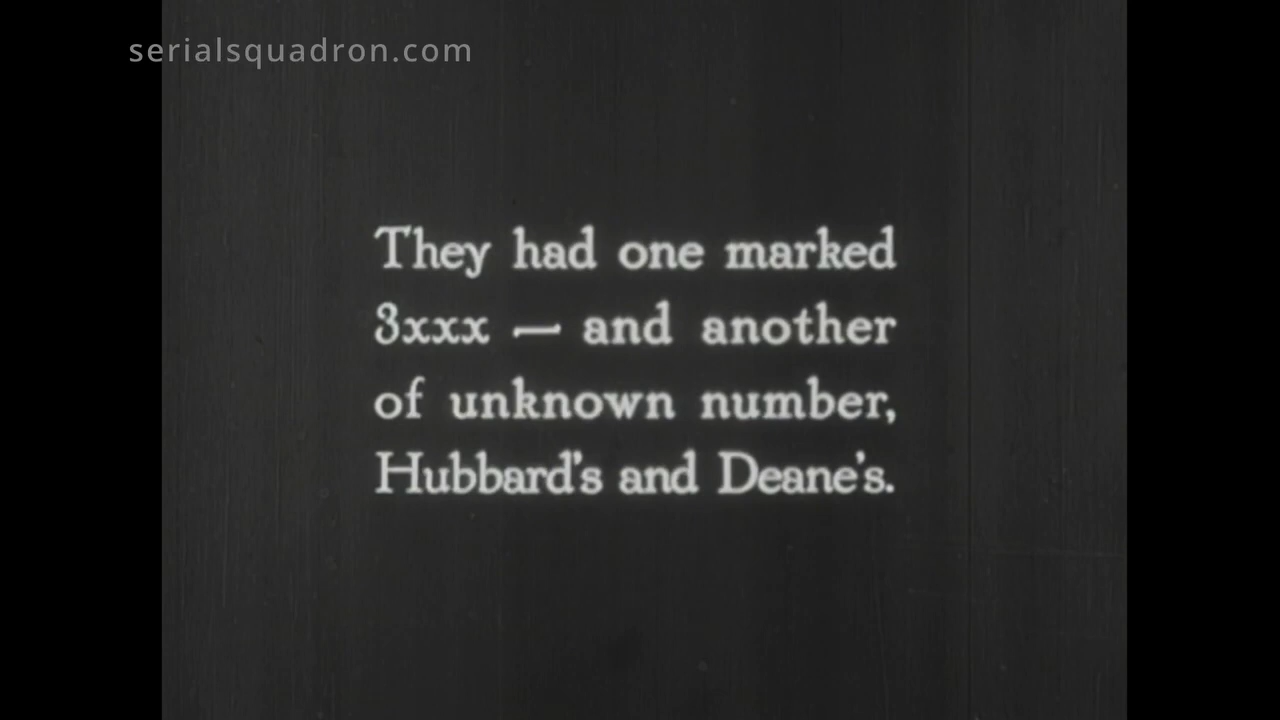 serialsquadron.com
They had one marked
3xxx — and another
of unknown number,
Hubbard's and Deane's.